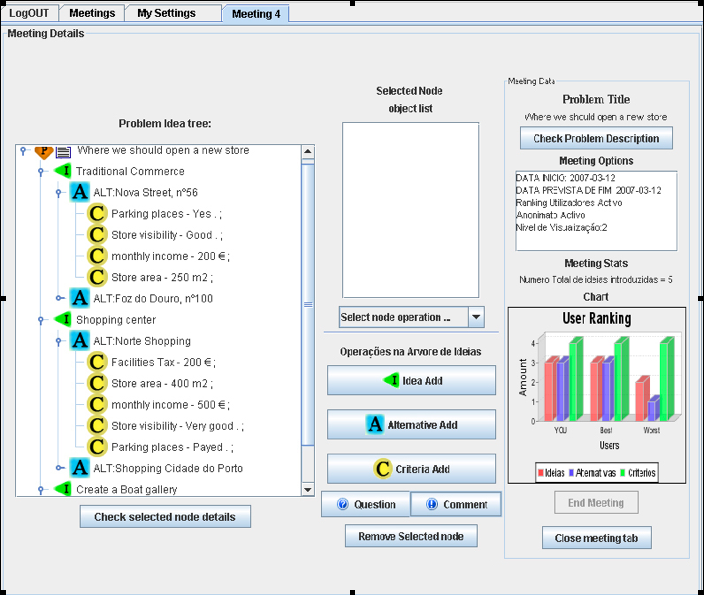 LogOUT
Meetings
My Settings
Meeting 4
Meeting Details
Problem Idea tree:
P
Where we should open a new store
I Traditional Commerce
A ALT:Nova Street, nº56
C Parking places - Yes . ;
C Store visibility - Good . ;
C monthly income - 200 € ;
C Store area - 250 m2 ;
A ALT:Foz do Douro, nº100
I Shopping center
A ALT:Norte Shopping
C Facilities Tax - 200 € ;
C Store area - 400 m2 ;
C monthly income - 500 € ;
C Store visibility - Very good . ;
C Parking places - Payed . ;
A ALT:Shopping Cidade do Porto
I Create a Boat gallery
Check selected node details
Selected Node
object list
Select node operation ...
Operações na Arvore de Ideias
I Idea Add
A Alternative Add
C Criteria Add
? Question
! Comment
Remove Selected node
Meeting Data
Problem Title
Where we should open a new store
Check Problem Description
Meeting Options
DATA INICIO: 2007-03-12
DATA PREVISTA DE FIM 2007-03-12
Ranking Utilizadores Activo
Anonimato Activo
Nivel de Visualização:2
Meeting Stats
Numero Total de ideias introduzidas = 5
Chart
User Ranking
Amount
4
3
2
1
0
YOU Best Worst
Users
Ideias Alternativas Criterios
End Meeting
Close meeting tab